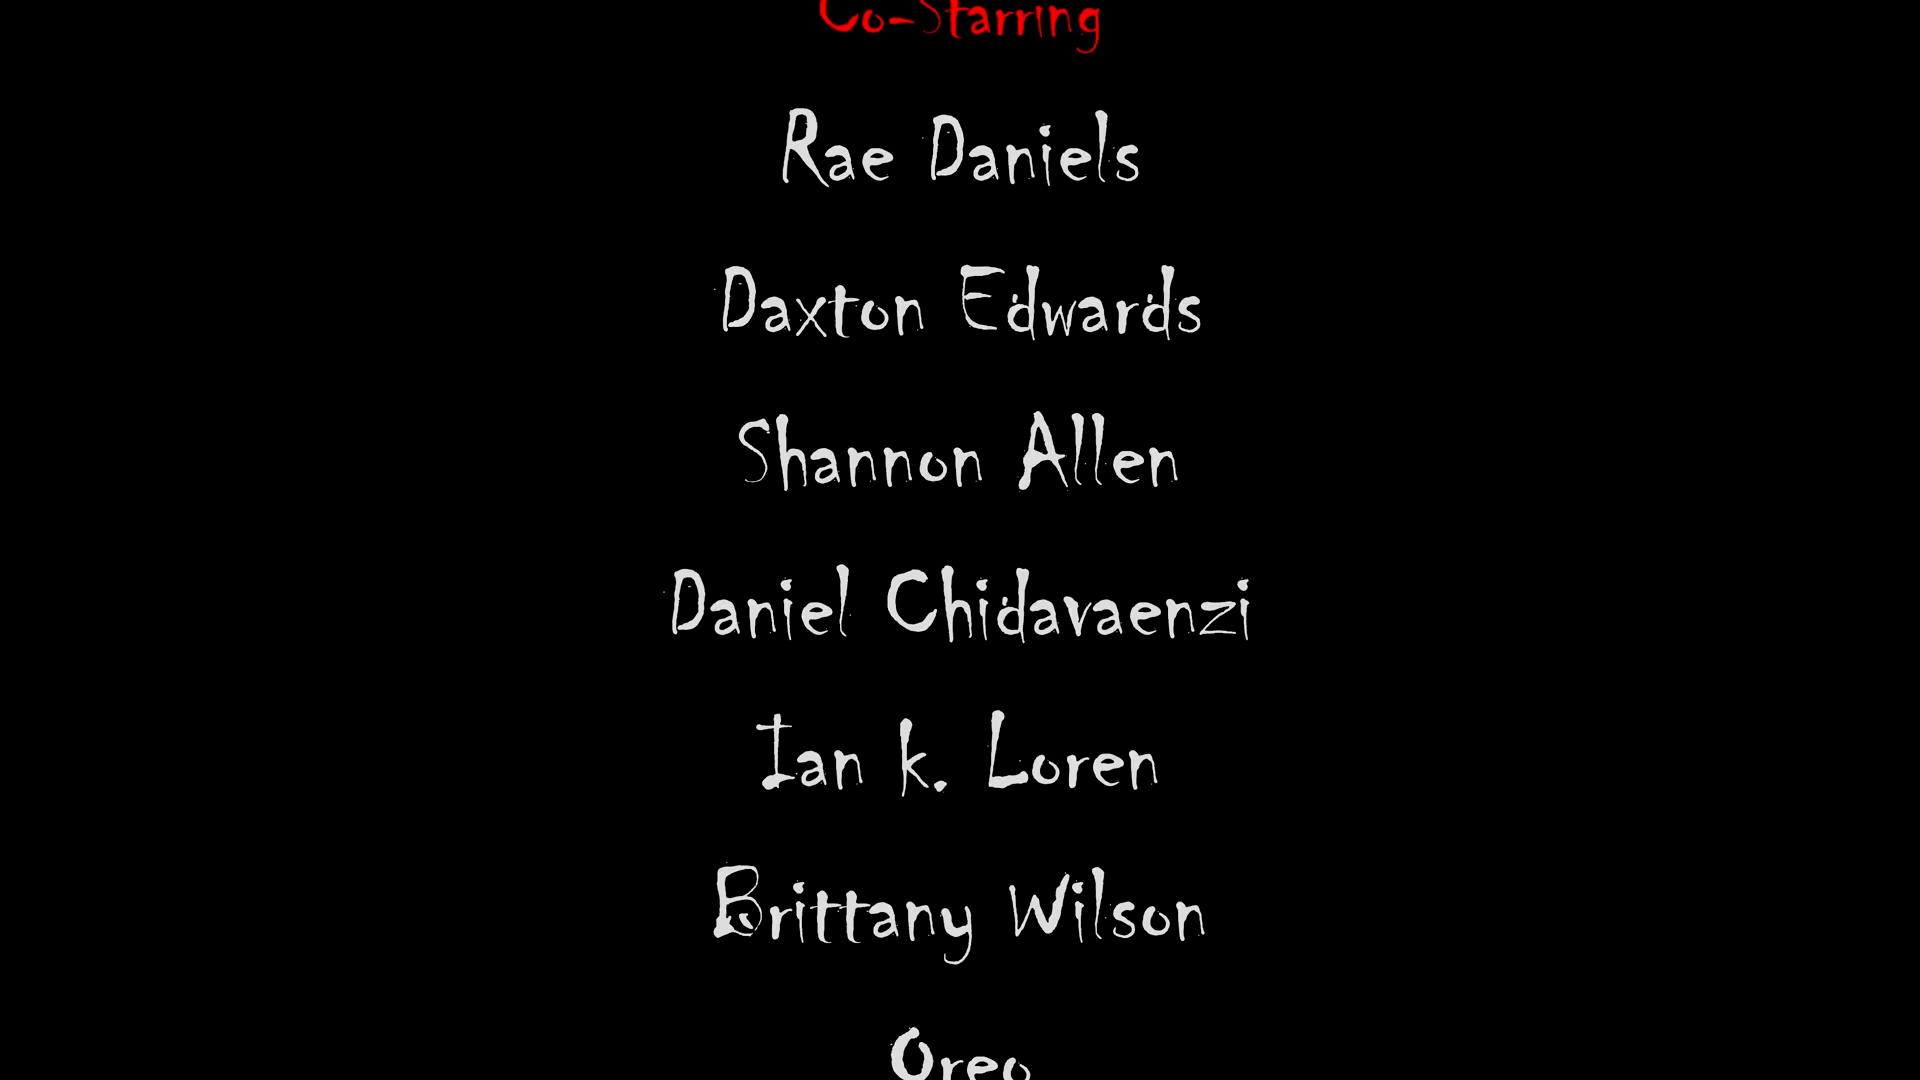 Co-Starring
Rae Daniels
Daxton Edwards
Shannon Allen
Daniel Chidavaenzi
Ian k. Loren
Brittany Wilson
Oreo